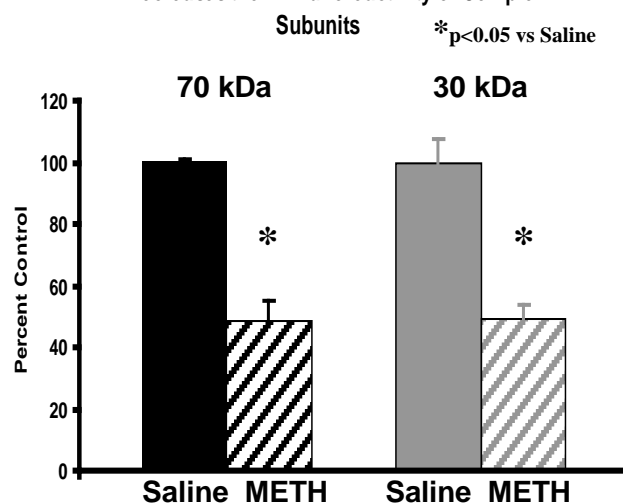 Subunits
*p<0.05 vs Saline
70 kDa 30 kDa
120
100
80
60
40
20
0
Percent Control
* *
Saline METH Saline METH